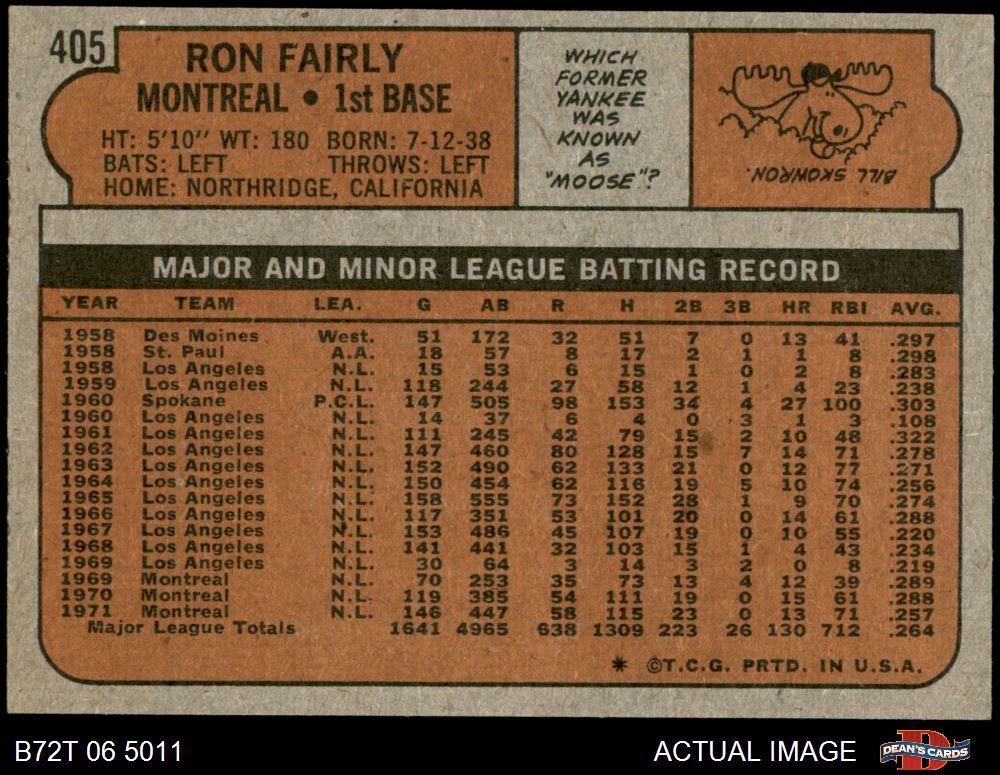 405
RON FAIRLY
MONTREAL • 1st BASE
HT: 5'10" WT: 180 BORN: 7-12-38
BATS: LEFT THROWS: LEFT
HOME: NORTHRIDGE, CALIFORNIA
WHICH
FORMER
YANKEE
WAS
KNOWN
AS
"MOOSE"?
BILL SKOWRON.
MAJOR AND MINOR LEAGUE BATTING RECORD
YEAR TEAM LEA. G AB R H 2B 3B HR RBI AVG.
1958 Des Moines West. 51 172 32 51 7 0 13 41 .297
1958 St. Paul A.A. 18 57 8 17 2 1 1 8 .298
1958 Los Angeles N.L. 15 53 6 15 1 0 2 8 .283
1959 Los Angeles N.L. 118 244 27 58 12 1 4 23 .238
1960 Spokane P.C.L. 147 505 98 153 34 4 27 100 .303
1960 Los Angeles N.L. 14 37 6 4 0 3 1 3 .108
1961 Los Angeles N.L. 111 245 42 79 15 2 10 48 .322
1962 Los Angeles N.L. 147 460 80 128 15 7 14 71 .278
1963 Los Angeles N.L. 152 490 62 133 21 0 12 77 .271
1964 Los Angeles N.L. 150 454 62 116 19 5 10 74 .256
1965 Los Angeles N.L. 158 555 73 152 28 1 9 70 .274
1966 Los Angeles N.L. 117 351 53 101 20 0 14 61 .288
1967 Los Angeles N.L. 153 486 45 107 19 0 10 55 .220
1968 Los Angeles N.L. 141 441 32 103 15 1 4 43 .234
1969 Los Angeles N.L. 30 64 3 14 3 2 0 8 .219
1969 Montreal N.L. 70 253 35 73 13 4 12 39 .289
1970 Montreal N.L. 119 385 54 111 19 0 15 61 .288
1971 Montreal N.L. 146 447 58 115 23 0 13 71 .257
Major League Totals 1641 4965 638 1309 223 26 130 712 .264
* ©T.C.G. PRTD. IN U.S.A.
B72T 06 5011
ACTUAL IMAGE
DEAN'S CARDS